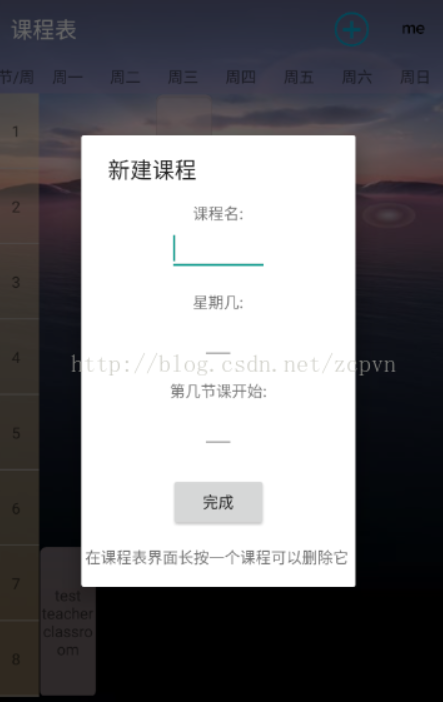 课程表
me
节/周 周一 周二 周三 周四 周五 周六 周日
1
2
3
4
5
6
7
8
新建课程
课程名:
星期几:
http://blog.csdn.net/zcpvn
第几节课开始:
完成
在课程表界面长按一个课程可以删除它
test
teacher
classro
om